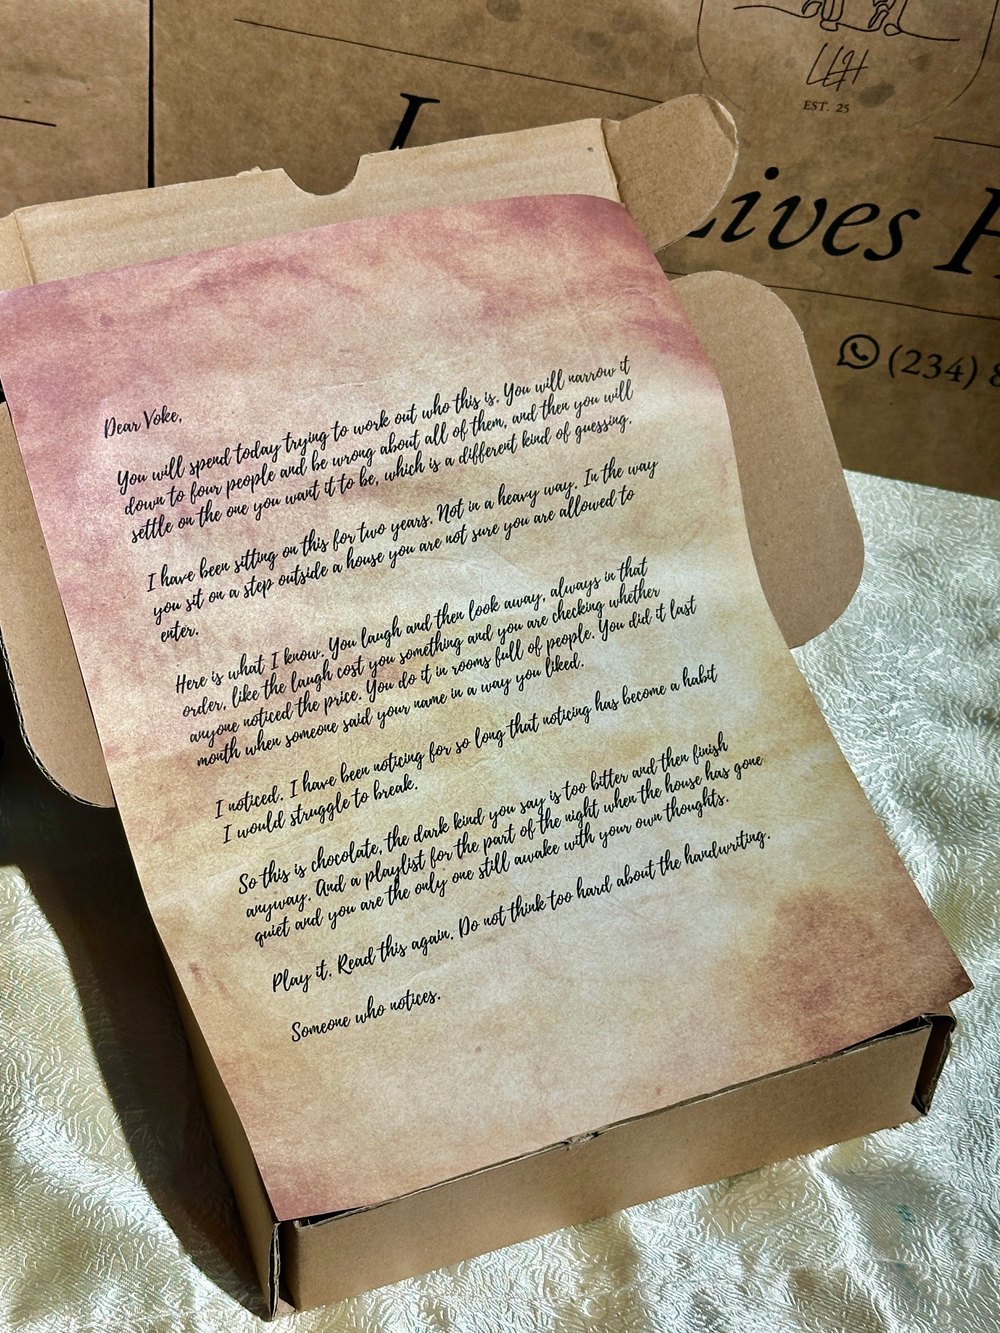 LLH
EST. 25
L
Lives H
(234) 8
Dear Voke,
You will spend today trying to work out who this is. You will narrow it
down to four people and be wrong about all of them, and then you will
settle on the one you want it to be, which is a different kind of guessing.
I have been sitting on this for two years. Not in a heavy way. In the way
you sit on a step outside a house you are not sure you are allowed to
enter.
Here is what I know. You laugh and then look away, always in that
order, like the laugh cost you something and you are checking whether
anyone noticed the price. You do it in rooms full of people. You did it last
month when someone said your name in a way you liked.
I noticed. I have been noticing for so long that noticing has become a habit
I would struggle to break.
So this is chocolate, the dark kind you say is too bitter and then finish
anyway. And a playlist for the part of the night when the house has gone
quiet and you are the only one still awake with your own thoughts.
Play it. Read this again. Do not think too hard about the handwriting.
Someone who notices.